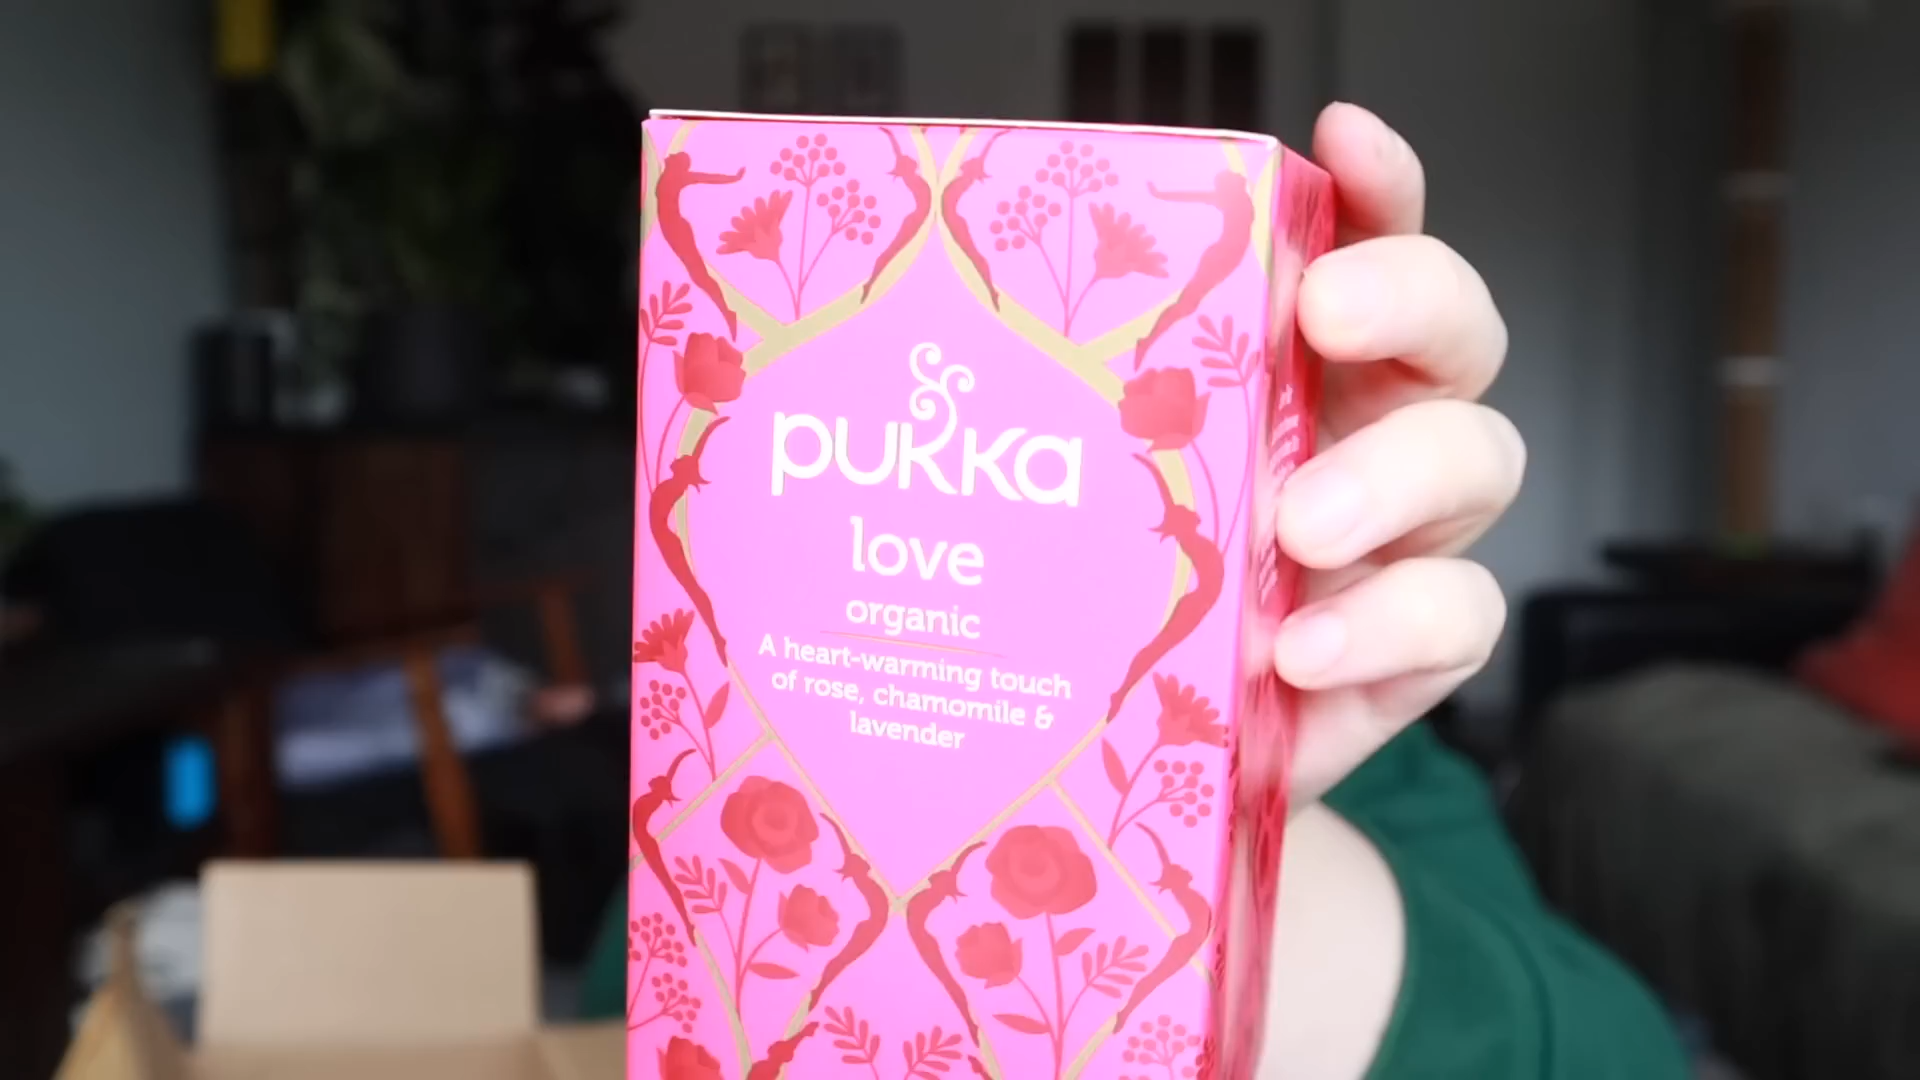 pukka
love
organic
A heart-warming touch
of rose, chamomile &
lavender